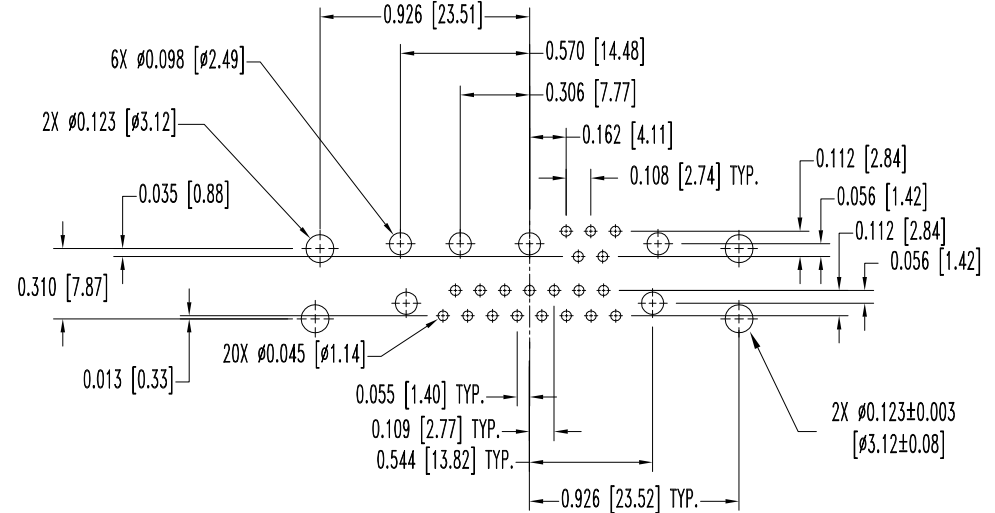 0.926 [23.51]
0.570 [14.48]
6X ø0.098 [ø2.49]
0.306 [7.77]
2X ø0.123 [ø3.12]
0.162 [4.11]
0.112 [2.84]
0.108 [2.74] TYP.
0.035 [0.88]
0.056 [1.42]
0.112 [2.84]
0.056 [1.42]
0.310 [7.87]
20X ø0.045 [ø1.14]
0.013 [0.33]
0.055 [1.40] TYP.
2X ø0.123±0.003
[ø3.12±0.08]
0.109 [2.77] TYP.
0.544 [13.82] TYP.
0.926 [23.52] TYP.